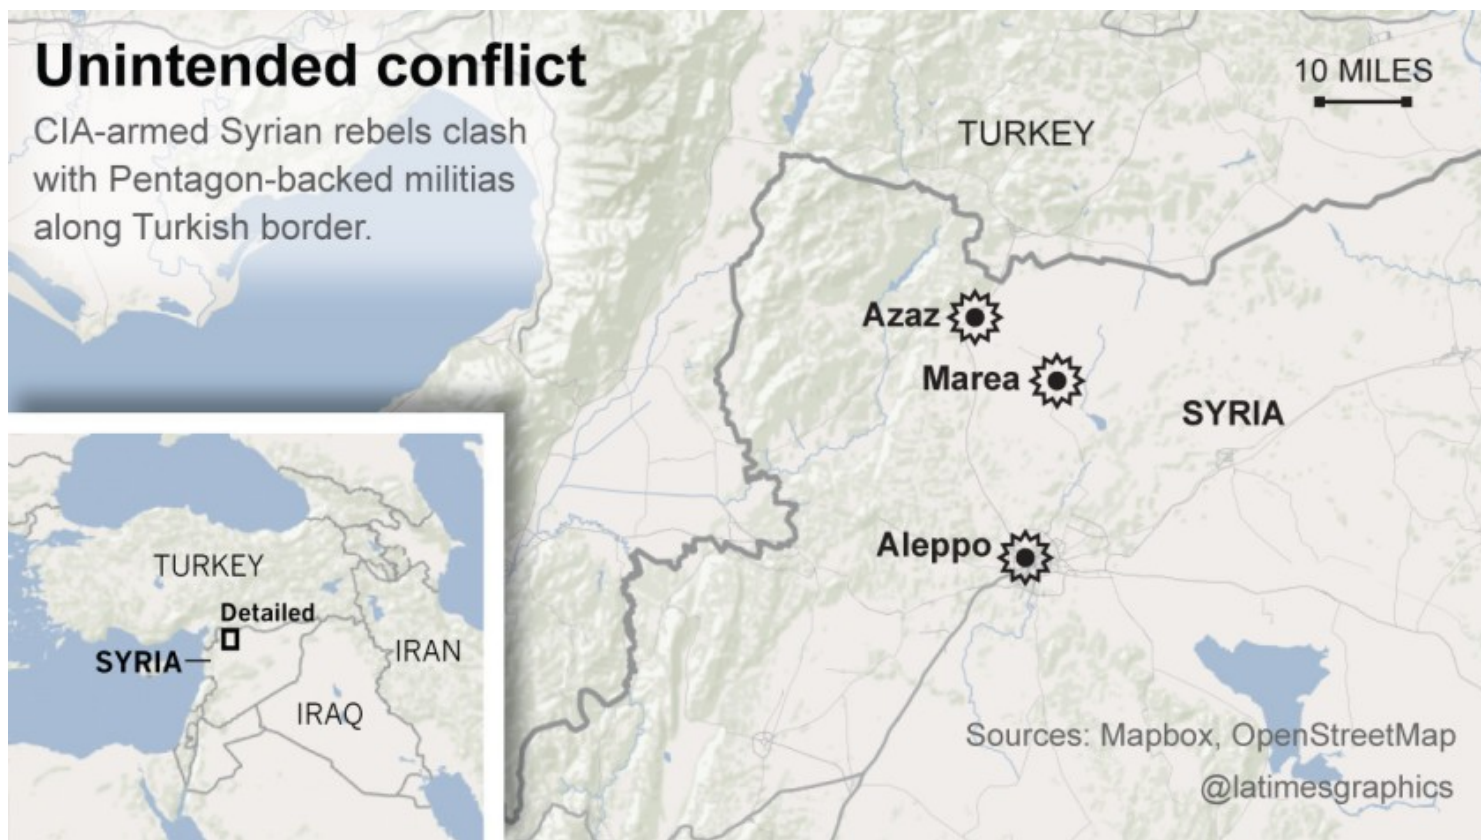 Unintended conflict
CIA-armed Syrian rebels clash
with Pentagon-backed militias
along Turkish border.
10 MILES
TURKEY
Azaz
Marea
SYRIA
Aleppo
TURKEY
Detailed
SYRIA
IRAN
IRAQ
Sources: Mapbox, OpenStreetMap
@latimesgraphics